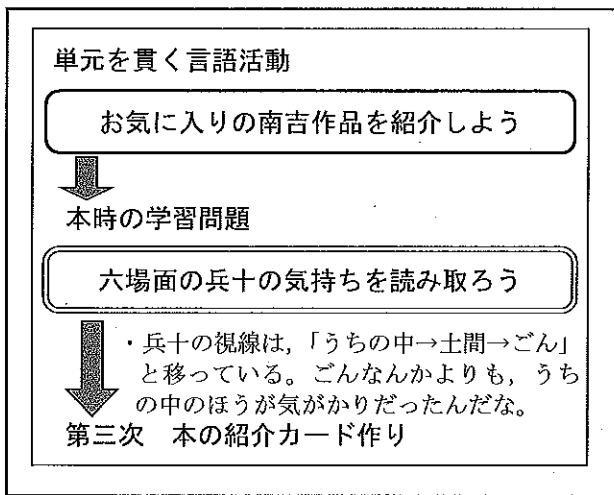 単元を貫く言語活動
お気に入りの南吉作品を紹介しよう
本時の学習問題
六場面の兵十の気持ちを読み取ろう
・兵十の視線は，「うちの中→土間→ごん」
と移っている。ごんなんかよりも，うち
の中のほうが気がかりだったんだな。
第三次　本の紹介カード作り